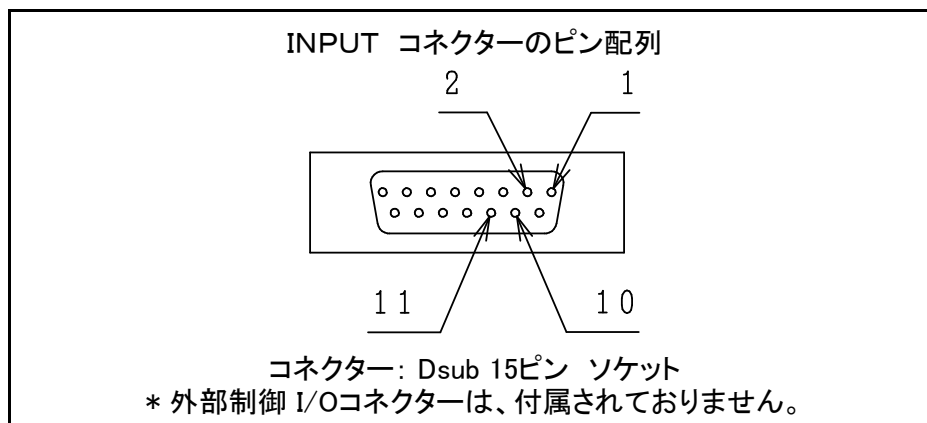 INPUT コネクターのピン配列
2 1
11 10
コネクター: Dsub 15ピン ソケット
* 外部制御 I/Oコネクターは、付属されておりません。